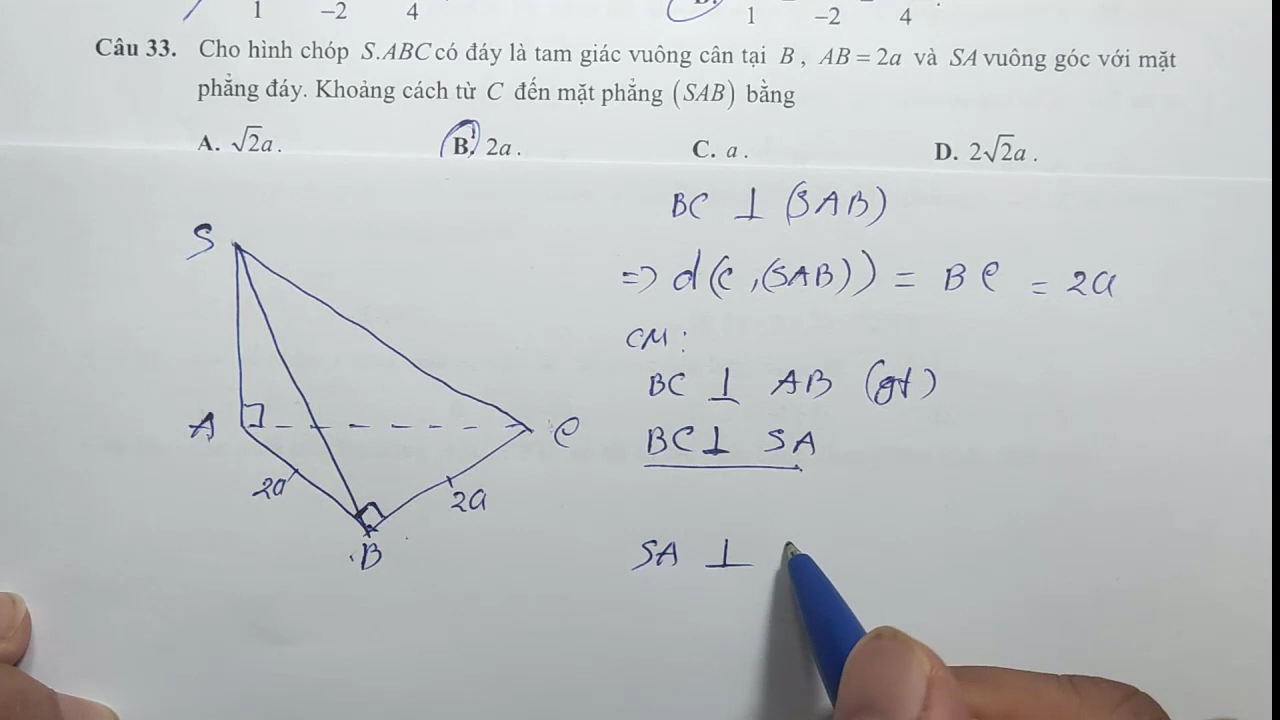 1 −2 4
1 −2 4
Câu 33. Cho hình chóp S.ABC có đáy là tam giác vuông cân tại B, AB = 2a và SA vuông góc với mặt
phẳng đáy. Khoảng cách từ C đến mặt phẳng (SAB) bằng
A. √2a. B. 2a. C. a. D. 2√2a.
BC ⊥ (SAB)
=> d(C,(SAB)) = BC = 2a
CM:
BC ⊥ AB (gt)
BC ⊥ SA
SA ⊥
S
A
C
2a
2a
B